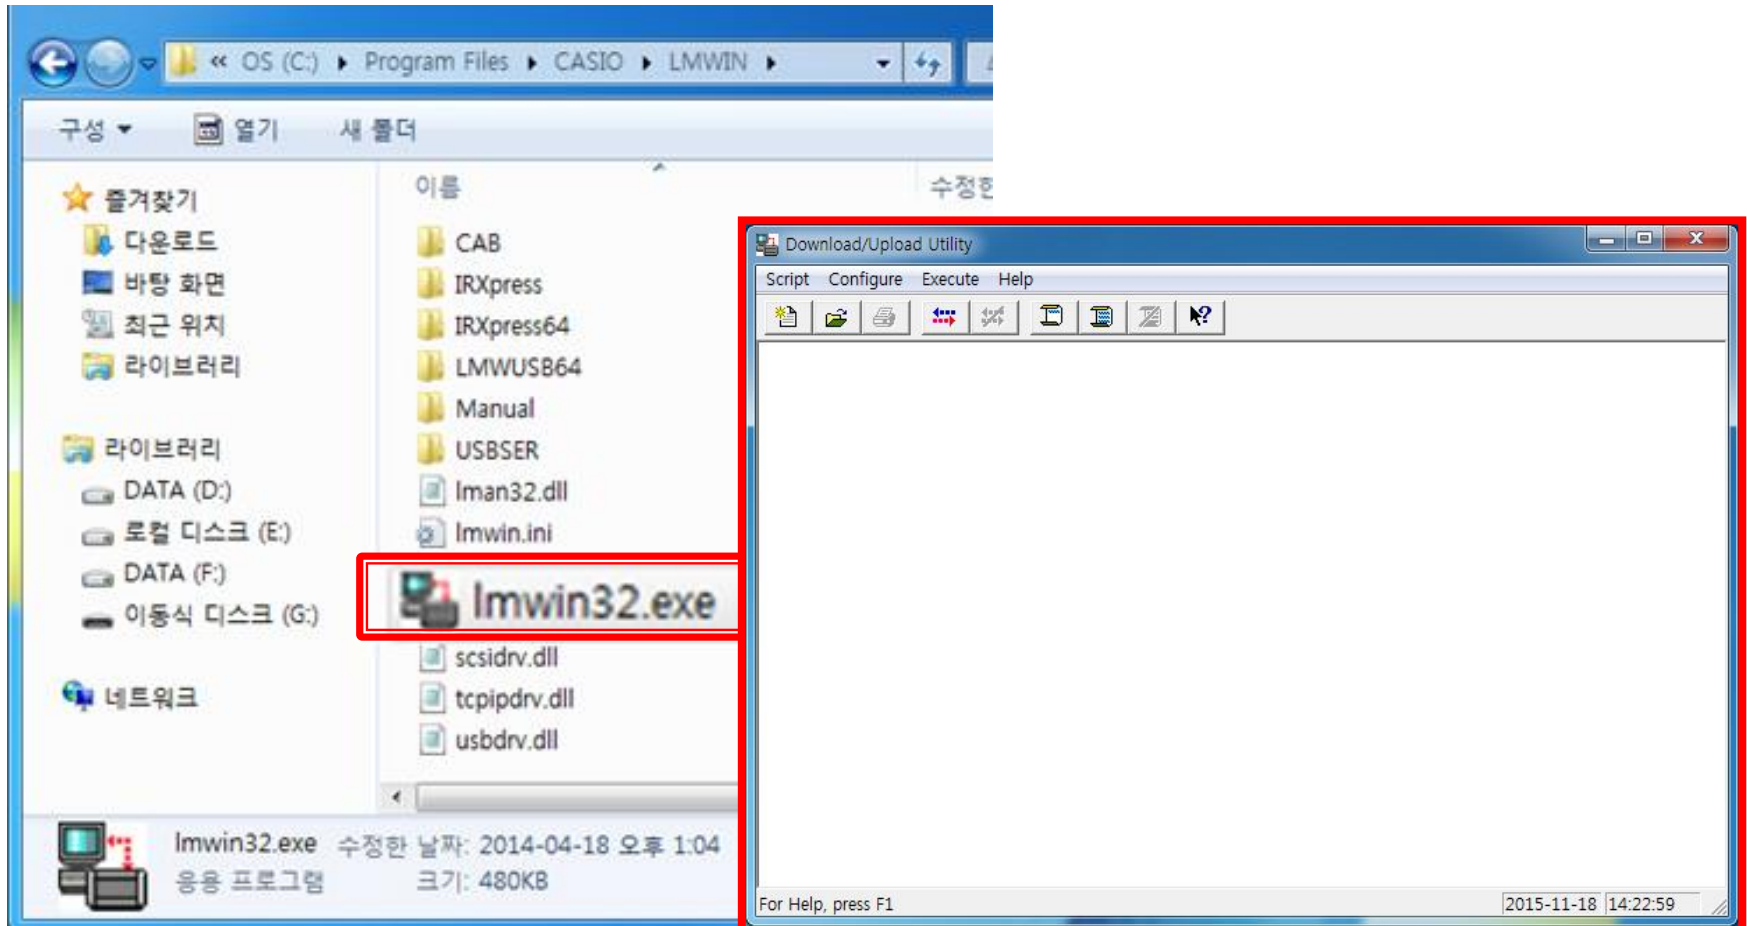 « OS (C:) ▸ Program Files ▸ CASIO ▸ LMWIN ▸
구성 열기 새 폴더
즐겨찾기
다운로드
바탕 화면
최근 위치
라이브러리
라이브러리
DATA (D:)
로컬 디스크 (E:)
DATA (F:)
이동식 디스크 (G:)
네트워크
이름 수정한
CAB
IRXpress
IRXpress64
LMWUSB64
Manual
USBSER
lman32.dll
lmwin.ini
lmwin32.exe
scsidrv.dll
tcpipdrv.dll
usbdrv.dll
lmwin32.exe 수정한 날짜: 2014-04-18 오후 1:04
응용 프로그램 크기: 480KB
Download/Upload Utility
Script Configure Execute Help
For Help, press F1 2015-11-18 14:22:59